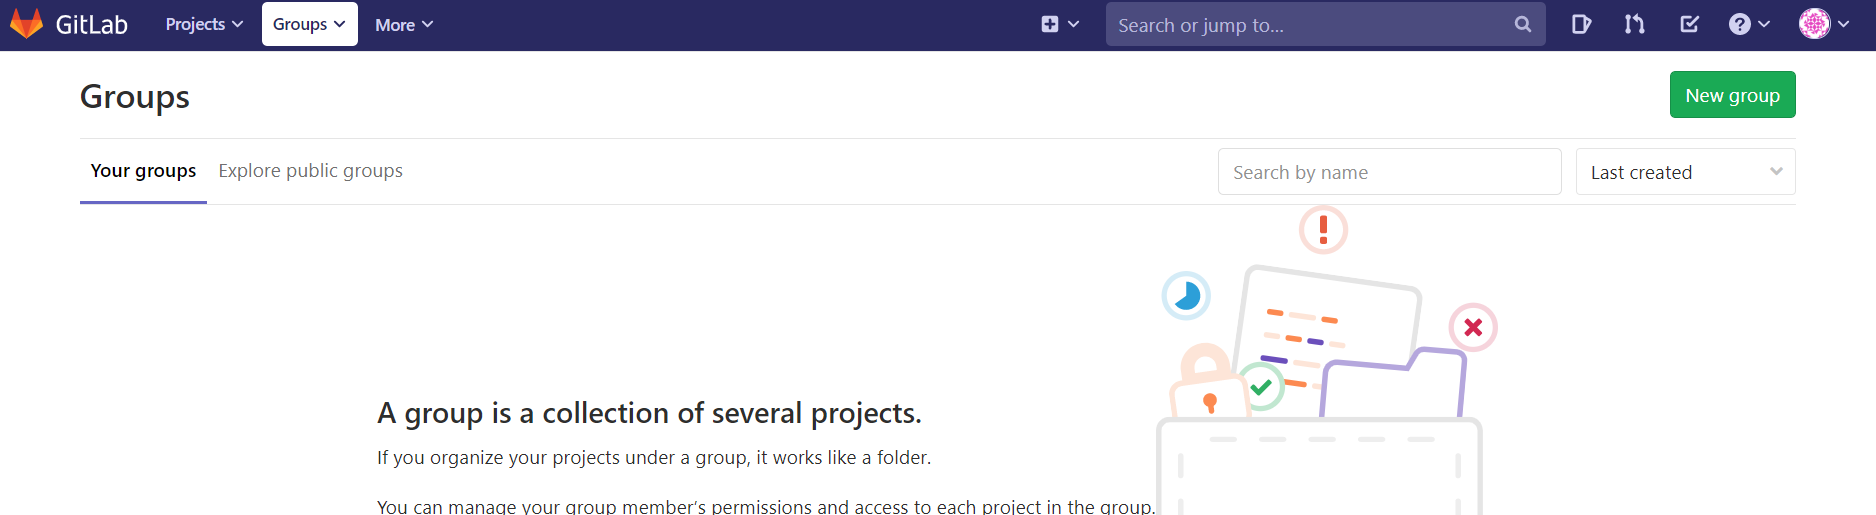 GitLab Projects Groups More Search or jump to...
Groups
New group
Your groups Explore public groups Search by name Last created
A group is a collection of several projects.
If you organize your projects under a group, it works like a folder.
You can manage your group member’s permissions and access to each project in the group.